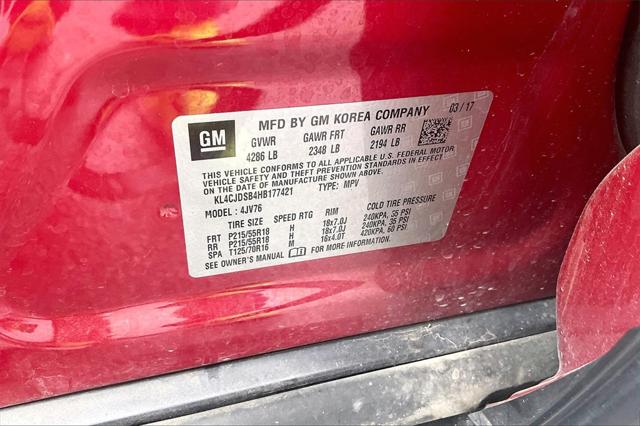 GM
MFD BY GM KOREA COMPANY 03/17
GVWR GAWR FRT GAWR RR
4286 LB 2348 LB 2194 LB
THIS VEHICLE CONFORMS TO ALL APPLICABLE U.S. FEDERAL MOTOR
VEHICLE SAFETY, AND THEFT PREVENTION STANDARDS IN EFFECT
ON THE DATE OF MANUFACTURE SHOWN ABOVE.
KL4CJDSB4HB177421 TYPE: MPV
MODEL: 4JV76
TIRE SIZE SPEED RTG RIM COLD TIRE PRESSURE
FRT P215/55R18 H 18x7.0J 240KPA, 35 PSI
RR P215/55R18 H 18x7.0J 240KPA, 35 PSI
SPA T125/70R16 M 16x4.0T 420KPA, 60 PSI
SEE OWNER'S MANUAL FOR MORE INFORMATION.